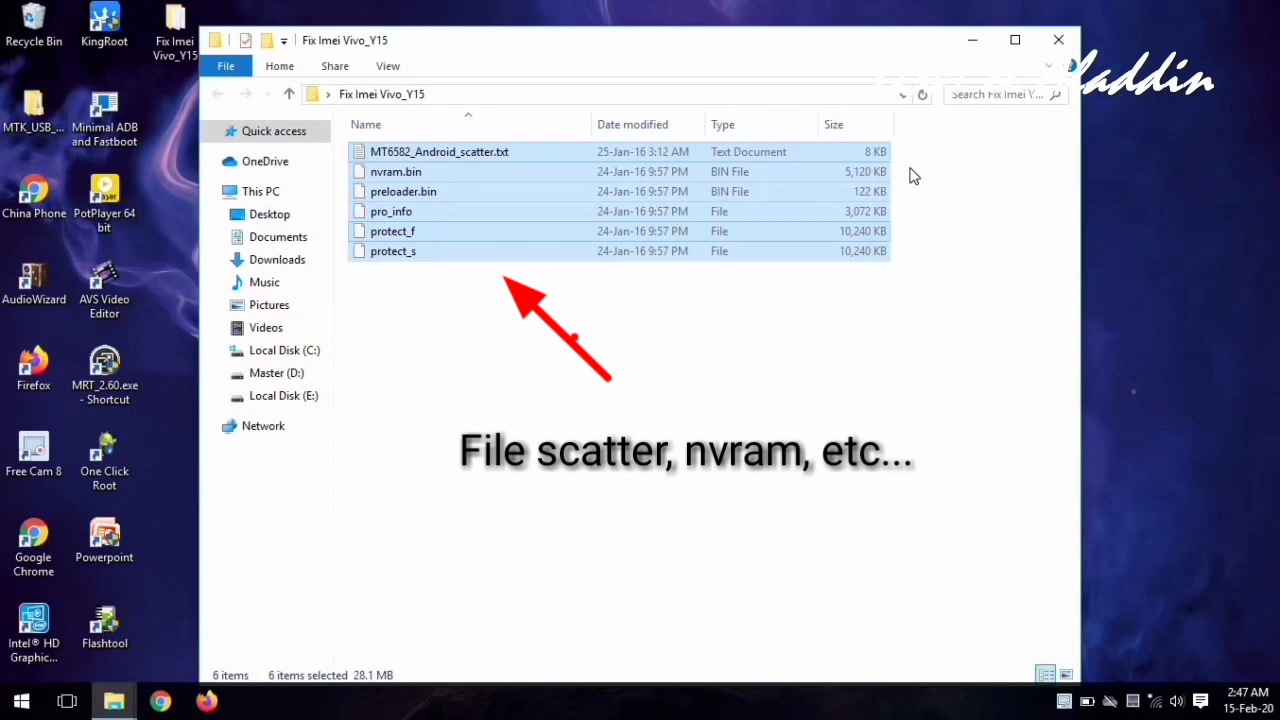 Recycle Bin
KingRoot
Fix Imei
Vivo_Y15
MTK_USB_...
Minimal ADB
and Fastboot
China Phone
PotPlayer 64
bit
AudioWizard
AVS Video
Editor
Firefox
MRT_2.60.exe
- Shortcut
Free Cam 8
One Click
Root
Google
Chrome
Powerpoint
Intel® HD
Graphic...
Flashtool
Fix Imei Vivo_Y15
File Home Share View
Fix Imei Vivo_Y15
Search Fix Imei V...
laddin
Quick access
OneDrive
This PC
Desktop
Documents
Downloads
Music
Pictures
Videos
Local Disk (C:)
Master (D:)
Local Disk (E:)
Network
Name Date modified Type Size
MT6582_Android_scatter.txt 25-Jan-16 3:12 AM Text Document 8 KB
nvram.bin 24-Jan-16 9:57 PM BIN File 5,120 KB
preloader.bin 24-Jan-16 9:57 PM BIN File 122 KB
pro_info 24-Jan-16 9:57 PM File 3,072 KB
protect_f 24-Jan-16 9:57 PM File 10,240 KB
protect_s 24-Jan-16 9:57 PM File 10,240 KB
File scatter, nvram, etc...
6 items 6 items selected 28.1 MB
2:47 AM
15-Feb-20